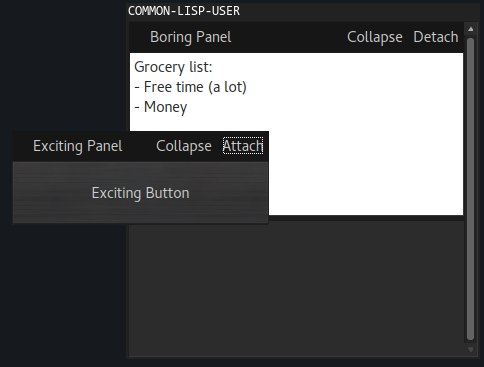 COMMON-LISP-USER
Boring Panel Collapse Detach
Grocery list:
- Free time (a lot)
- Money
Exciting Panel Collapse Attach
Exciting Button